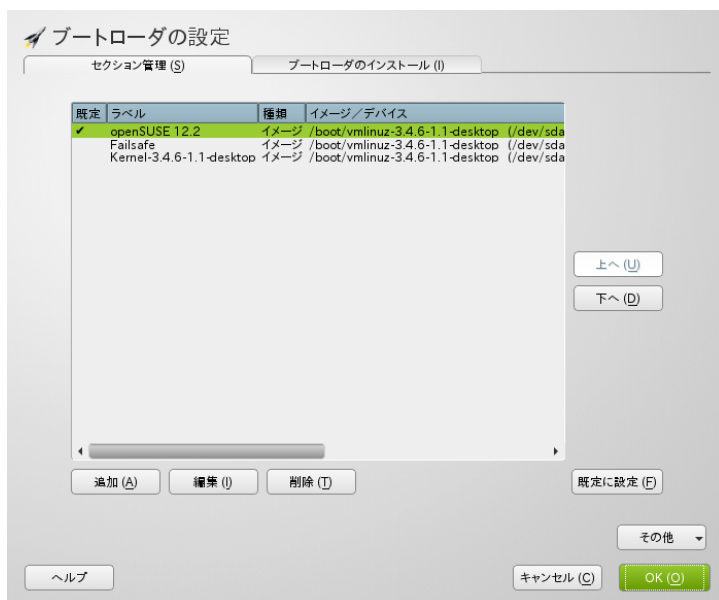 ブートローダの設定
セクション管理 (S) ブートローダのインストール (I)
既定 ラベル 種類 イメージ／デバイス
✔ openSUSE 12.2 イメージ /boot/vmlinuz-3.4.6-1.1-desktop (/dev/sda
Failsafe イメージ /boot/vmlinuz-3.4.6-1.1-desktop (/dev/sda
Kernel-3.4.6-1.1-desktop イメージ /boot/vmlinuz-3.4.6-1.1-desktop (/dev/sda
上へ (U)
下へ (D)
追加 (A) 編集 (I) 削除 (T) 既定に設定 (F)
その他
ヘルプ キャンセル (C) OK (O)